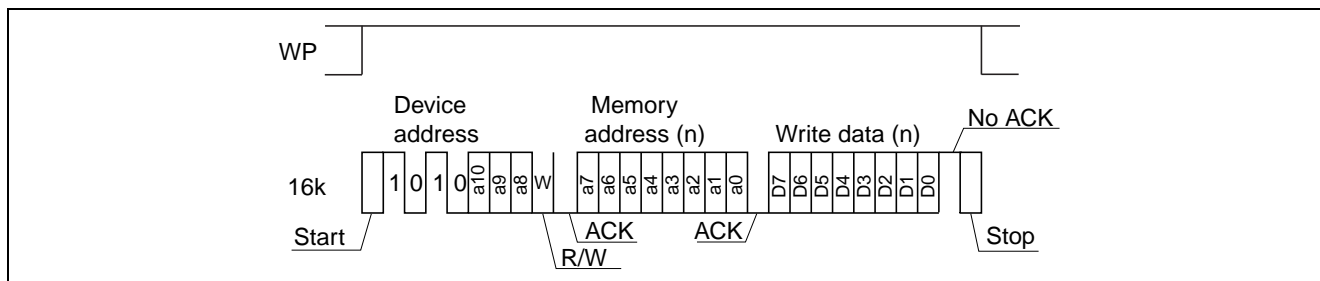 WP
Device
address
Memory
address (n)
Write data (n)
No ACK
16k
1 0 1 0 a10 a9 a8 W a7 a6 a5 a4 a3 a2 a1 a0 D7 D6 D5 D4 D3 D2 D1 D0
Start
ACK
ACK
Stop
R/W